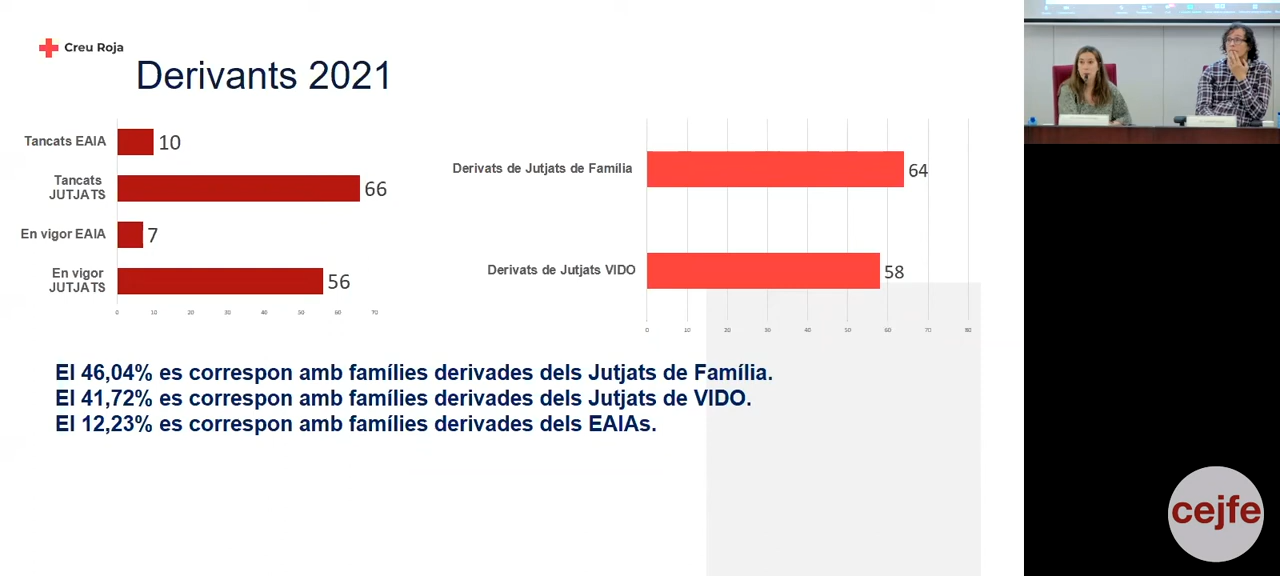 Creu Roja
Derivants 2021
Tancats EAIA
10
Tancats
JUTJATS
66
En vigor EAIA
7
En vigor
JUTJATS
56
0 10 20 30 40 50 60 70
Derivats de Jutjats de Família
64
Derivats de Jutjats VIDO
58
0 10 20 30 40 50 60 70 80
El 46,04% es correspon amb famílies derivades dels Jutjats de Família.
El 41,72% es correspon amb famílies derivades dels Jutjats de VIDO.
El 12,23% es correspon amb famílies derivades dels EAIAs.
cejfe